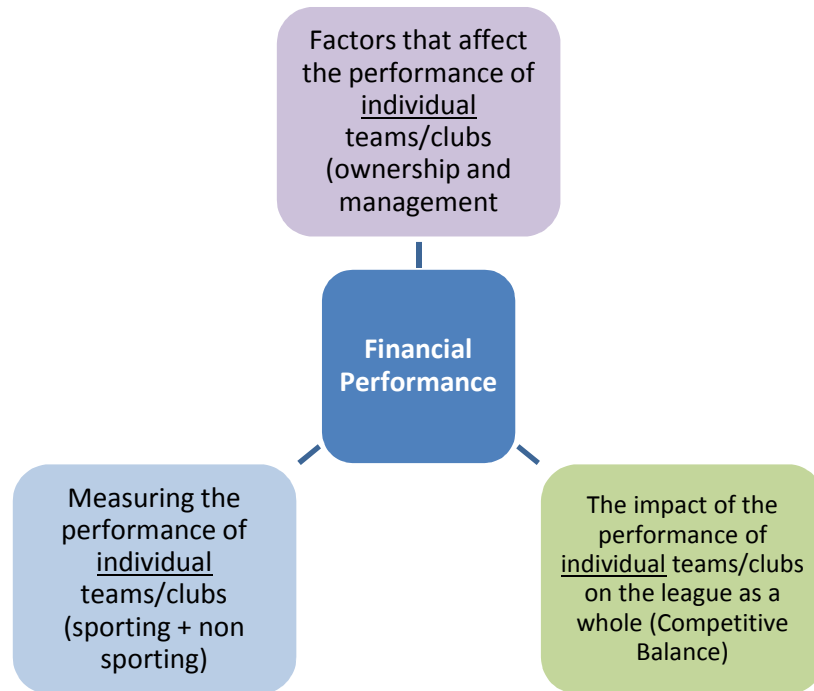 Factors that affect
the performance of
individual
teams/clubs
(ownership and
management
Financial
Performance
Measuring the
performance of
individual
teams/clubs
(sporting + non
sporting)
The impact of the
performance of
individual teams/clubs
on the league as a
whole (Competitive
Balance)